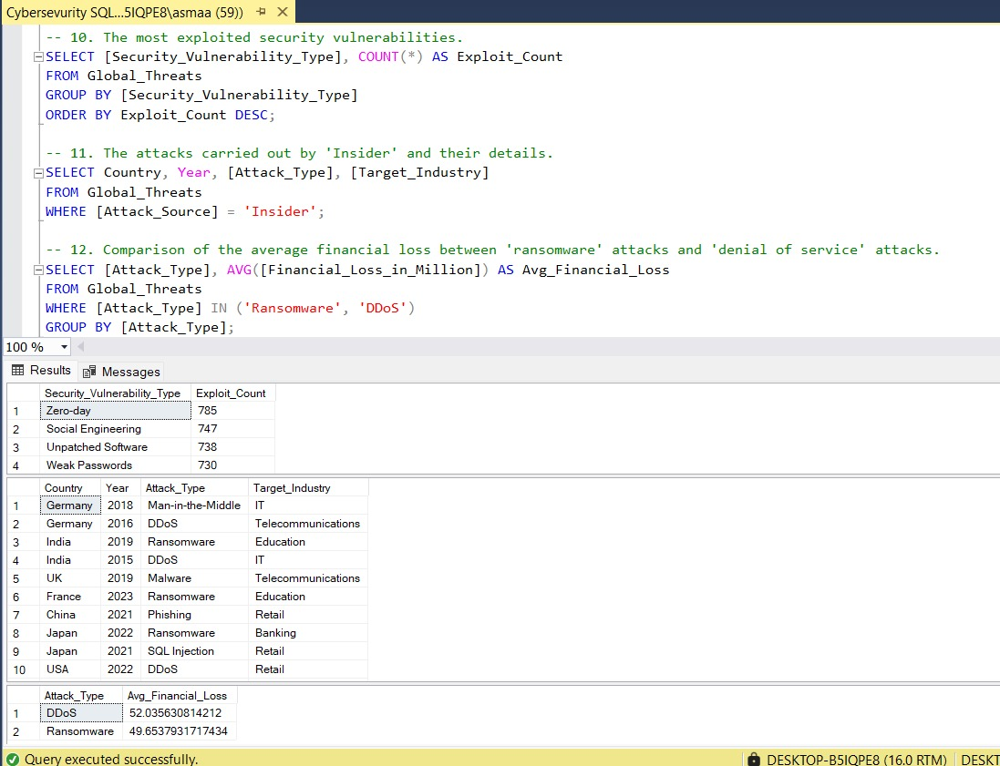 Cybersevurity SQL...5IQPE8\asmaa (59))
-- 10. The most exploited security vulnerabilities.
SELECT [Security_Vulnerability_Type], COUNT(*) AS Exploit_Count
FROM Global_Threats
GROUP BY [Security_Vulnerability_Type]
ORDER BY Exploit_Count DESC;
-- 11. The attacks carried out by 'Insider' and their details.
SELECT Country, Year, [Attack_Type], [Target_Industry]
FROM Global_Threats
WHERE [Attack_Source] = 'Insider';
-- 12. Comparison of the average financial loss between 'ransomware' attacks and 'denial of service' attacks.
SELECT [Attack_Type], AVG([Financial_Loss_in_Million]) AS Avg_Financial_Loss
FROM Global_Threats
WHERE [Attack_Type] IN ('Ransomware', 'DDoS')
GROUP BY [Attack_Type];
100 %
Results Messages
Security_Vulnerability_Type Exploit_Count
1 Zero-day 785
2 Social Engineering 747
3 Unpatched Software 738
4 Weak Passwords 730
Country Year Attack_Type Target_Industry
1 Germany 2018 Man-in-the-Middle IT
2 Germany 2016 DDoS Telecommunications
3 India 2019 Ransomware Education
4 India 2015 DDoS IT
5 UK 2019 Malware Telecommunications
6 France 2023 Ransomware Education
7 China 2021 Phishing Retail
8 Japan 2022 Ransomware Banking
9 Japan 2021 SQL Injection Retail
10 USA 2022 DDoS Retail
Attack_Type Avg_Financial_Loss
1 DDoS 52.035630814212
2 Ransomware 49.6537931717434
Query executed successfully. DESKTOP-B5IQPE8 (16.0 RTM) DESKT